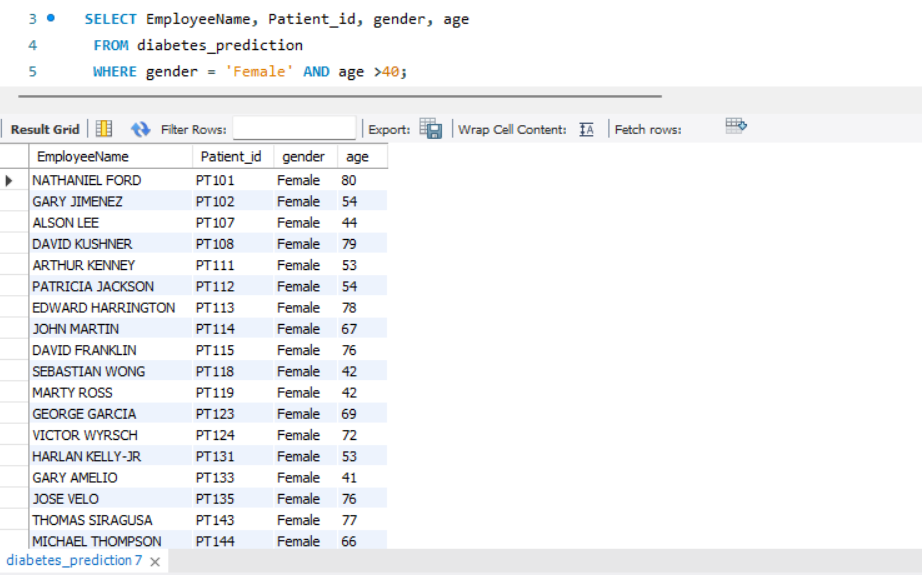 3 SELECT EmployeeName, Patient_id, gender, age
4 FROM diabetes_prediction
5 WHERE gender = 'Female' AND age >40;
Result Grid Filter Rows: Export: Wrap Cell Content: IA Fetch rows:
EmployeeName Patient_id gender age
NATHANIEL FORD PT101 Female 80
GARY JIMENEZ PT102 Female 54
ALSON LEE PT107 Female 44
DAVID KUSHNER PT108 Female 79
ARTHUR KENNEY PT111 Female 53
PATRICIA JACKSON PT112 Female 54
EDWARD HARRINGTON PT113 Female 78
JOHN MARTIN PT114 Female 67
DAVID FRANKLIN PT115 Female 76
SEBASTIAN WONG PT118 Female 42
MARTY ROSS PT119 Female 42
GEORGE GARCIA PT123 Female 69
VICTOR WYRSCH PT124 Female 72
HARLAN KELLY-JR PT131 Female 53
GARY AMELIO PT133 Female 41
JOSE VELO PT135 Female 76
THOMAS SIRAGUSA PT143 Female 77
MICHAEL THOMPSON PT144 Female 66
diabetes_prediction 7